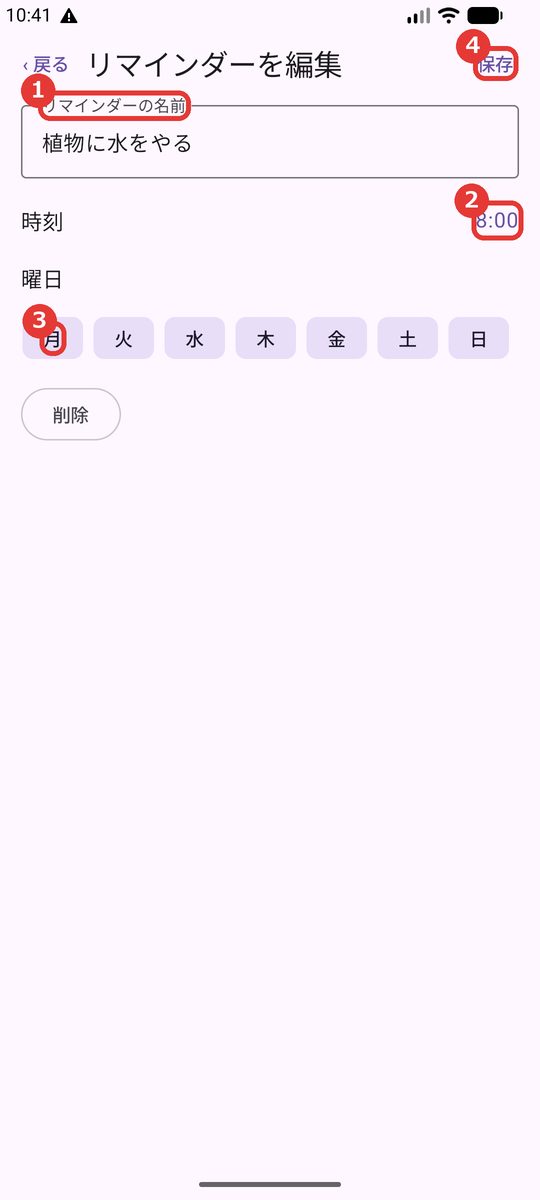 10:41
‹ 戻る リマインダーを編集 保存
4
1
リマインダーの名前
植物に水をやる
2
時刻 8:00
曜日
3
月 火 水 木 金 土 日
削除